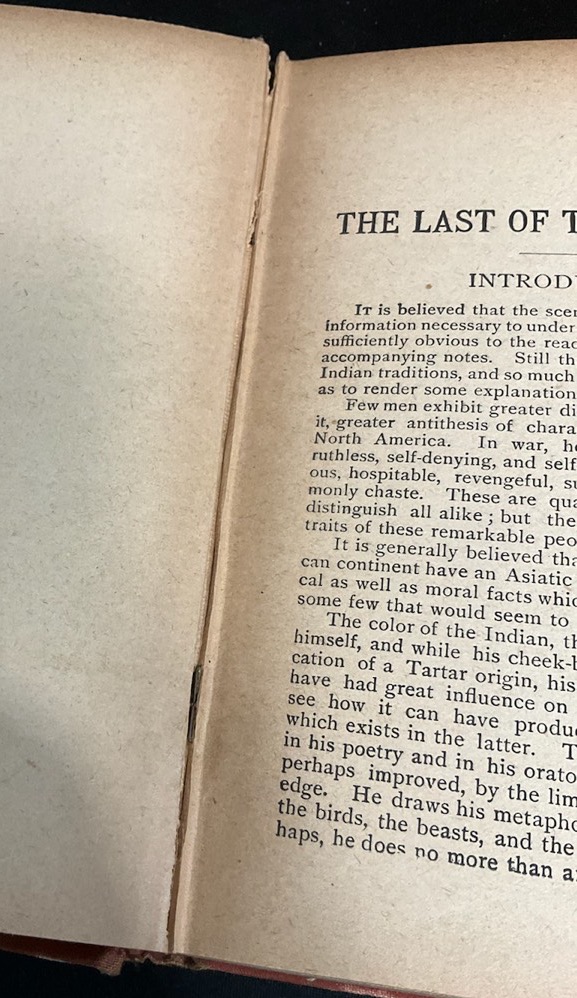 THE LAST OF T
INTROD
IT is believed that the scen
information necessary to under
sufficiently obvious to the read
accompanying notes. Still th
Indian traditions, and so much
as to render some explanation
Few men exhibit greater di
it, greater antithesis of chara
North America. In war, he
ruthless, self-denying, and self
ous, hospitable, revengeful, su
monly chaste. These are qua
distinguish all alike; but the
traits of these remarkable peo
It is generally believed tha
can continent have an Asiatic
cal as well as moral facts whic
some few that would seem to
The color of the Indian, th
himself, and while his cheek-b
cation of a Tartar origin, his
have had great influence on
see how it can have produc
which exists in the latter. T
in his poetry and in his orato
perhaps improved, by the lim
edge. He draws his metapho
the birds, the beasts, and the
haps, he does no more than a